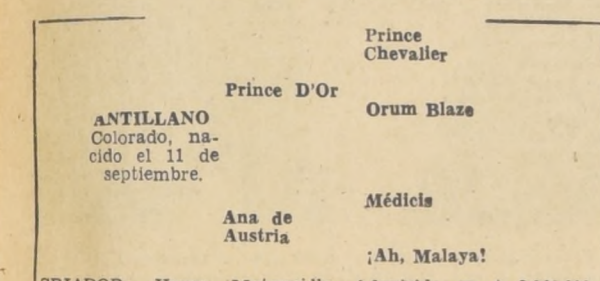 Prince
Chevalier
Prince D'Or
Orum Blaze
ANTILLANO
Colorado, na-
cido el 11 de
septiembre.
Médicis
Ana de
Austria
¡Ah, Malaya!